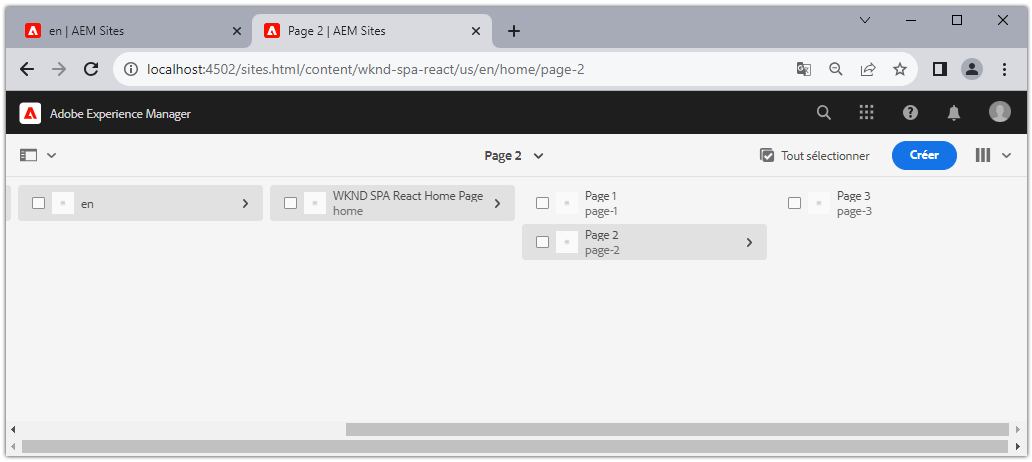 en | AEM Sites
Page 2 | AEM Sites
localhost:4502/sites.html/content/wknd-spa-react/us/en/home/page-2
Adobe Experience Manager
Page 2
Tout sélectionner
Créer
en
WKND SPA React Home Page
home
Page 1
page-1
Page 2
page-2
Page 3
page-3